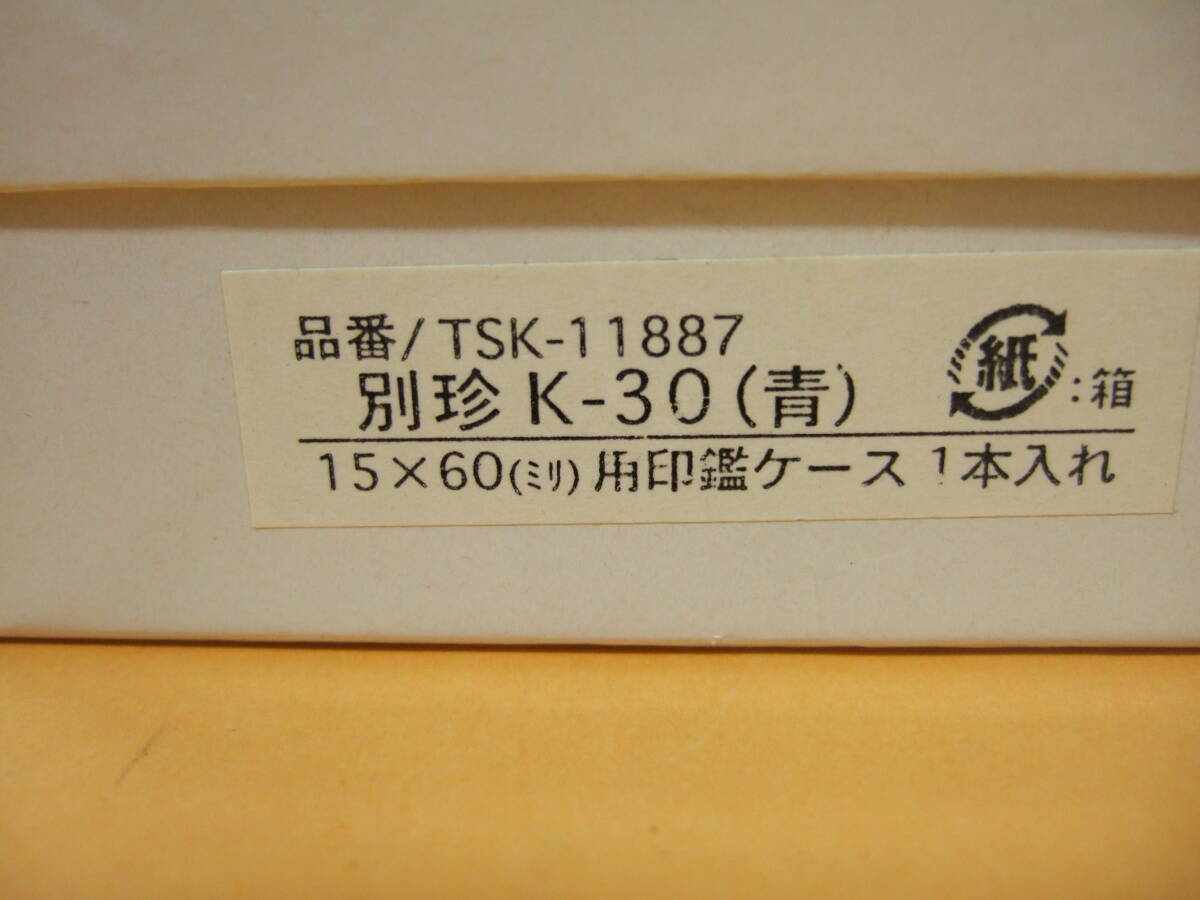 品番/TSK-11887
別珍 K-30(青)
紙:箱
15×60(ミリ)用印鑑ケース 1本入れ